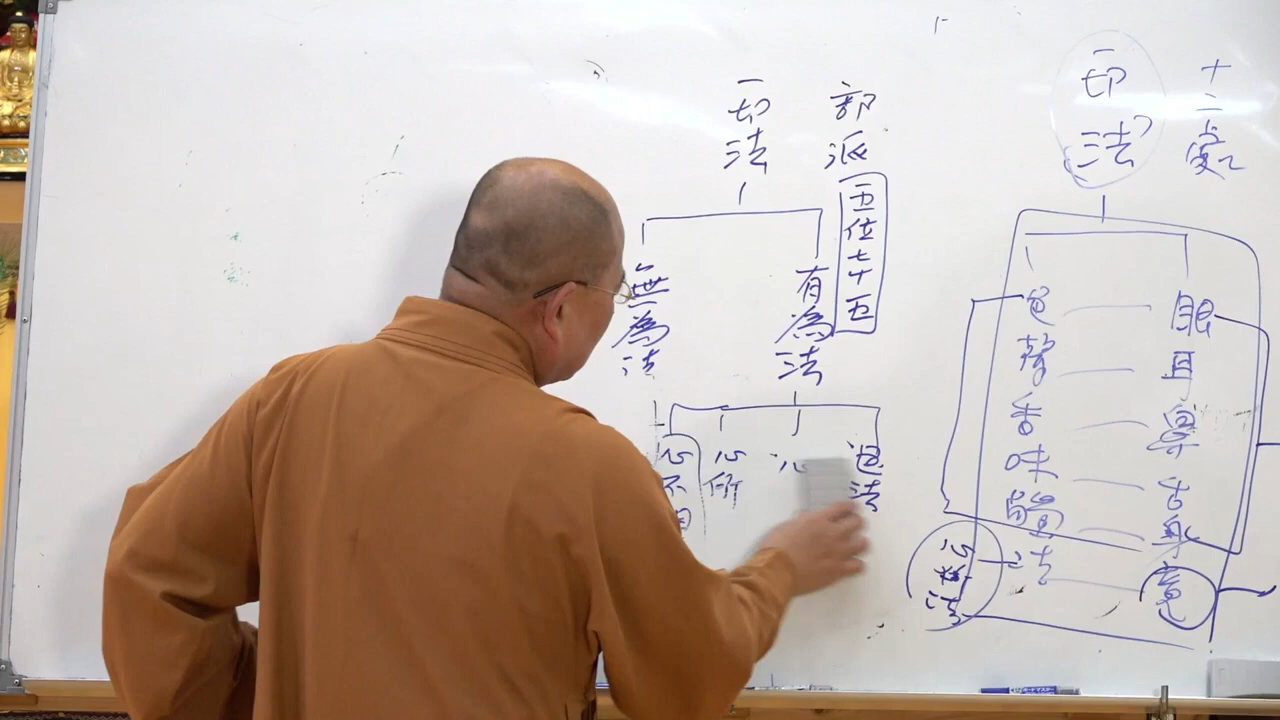 十二處
一切法
眼耳鼻舌身意
色聲香味觸法
心
法
部派
五位七十五
一切法
有為法
無為法
色法
心
心所
心不相